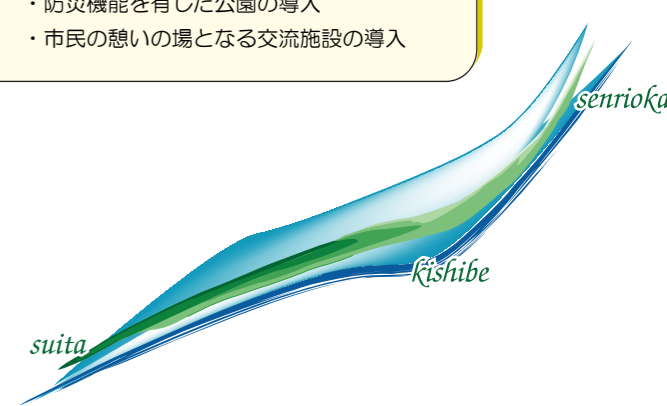 ・防災機能を有した公園の導入
・市民の憩いの場となる交流施設の導入
senrioka
kishibe
suita